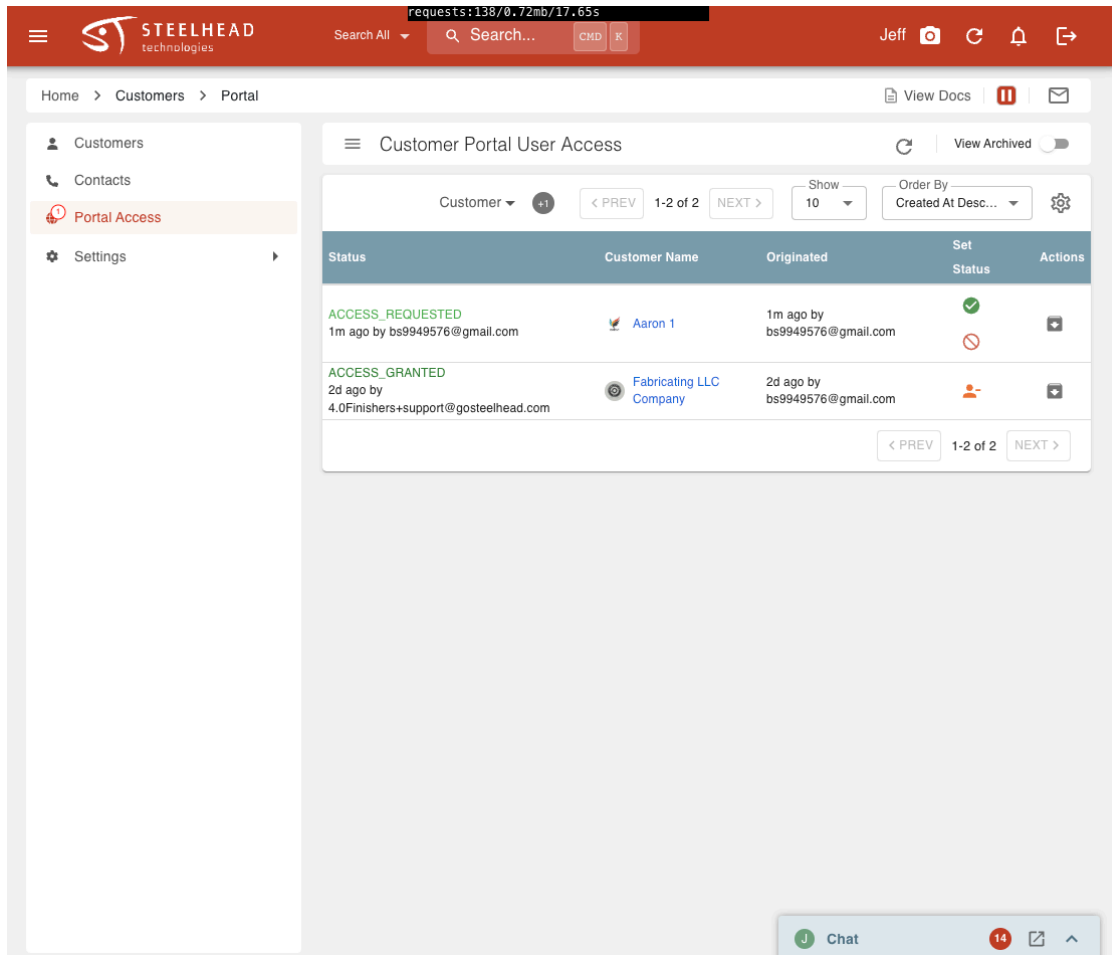 requests:138/0.72mb/17.65s
STEELHEAD
technologies
Search All
Search...
CMD K
Jeff
Home > Customers > Portal
View Docs
Customers
Contacts
1
Portal Access
Settings
Customer Portal User Access
View Archived
Customer
+1
< PREV
1-2 of 2
NEXT >
Show
10
Order By
Created At Desc...
Status
Customer Name
Originated
Set
Status
Actions
ACCESS_REQUESTED
1m ago by bs9949576@gmail.com
Aaron 1
1m ago by
bs9949576@gmail.com
ACCESS_GRANTED
2d ago by
4.0Finishers+support@gosteelhead.com
Fabricating LLC
Company
2d ago by
bs9949576@gmail.com
< PREV
1-2 of 2
NEXT >
J
Chat
14